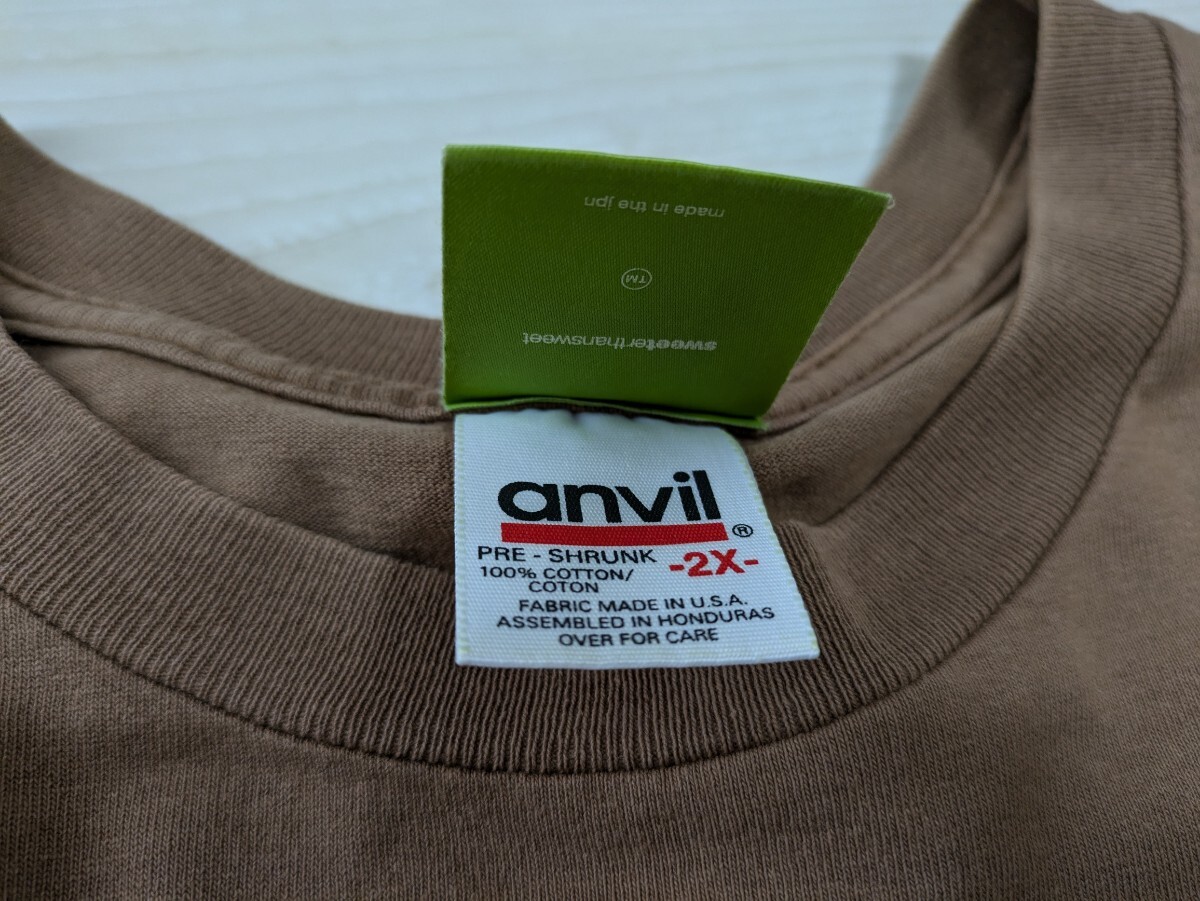 made in the jpn
TM
sweeterthansweet
anvil®
PRE - SHRUNK -2X-
100% COTTON/
COTON
FABRIC MADE IN U.S.A.
ASSEMBLED IN HONDURAS
OVER FOR CARE